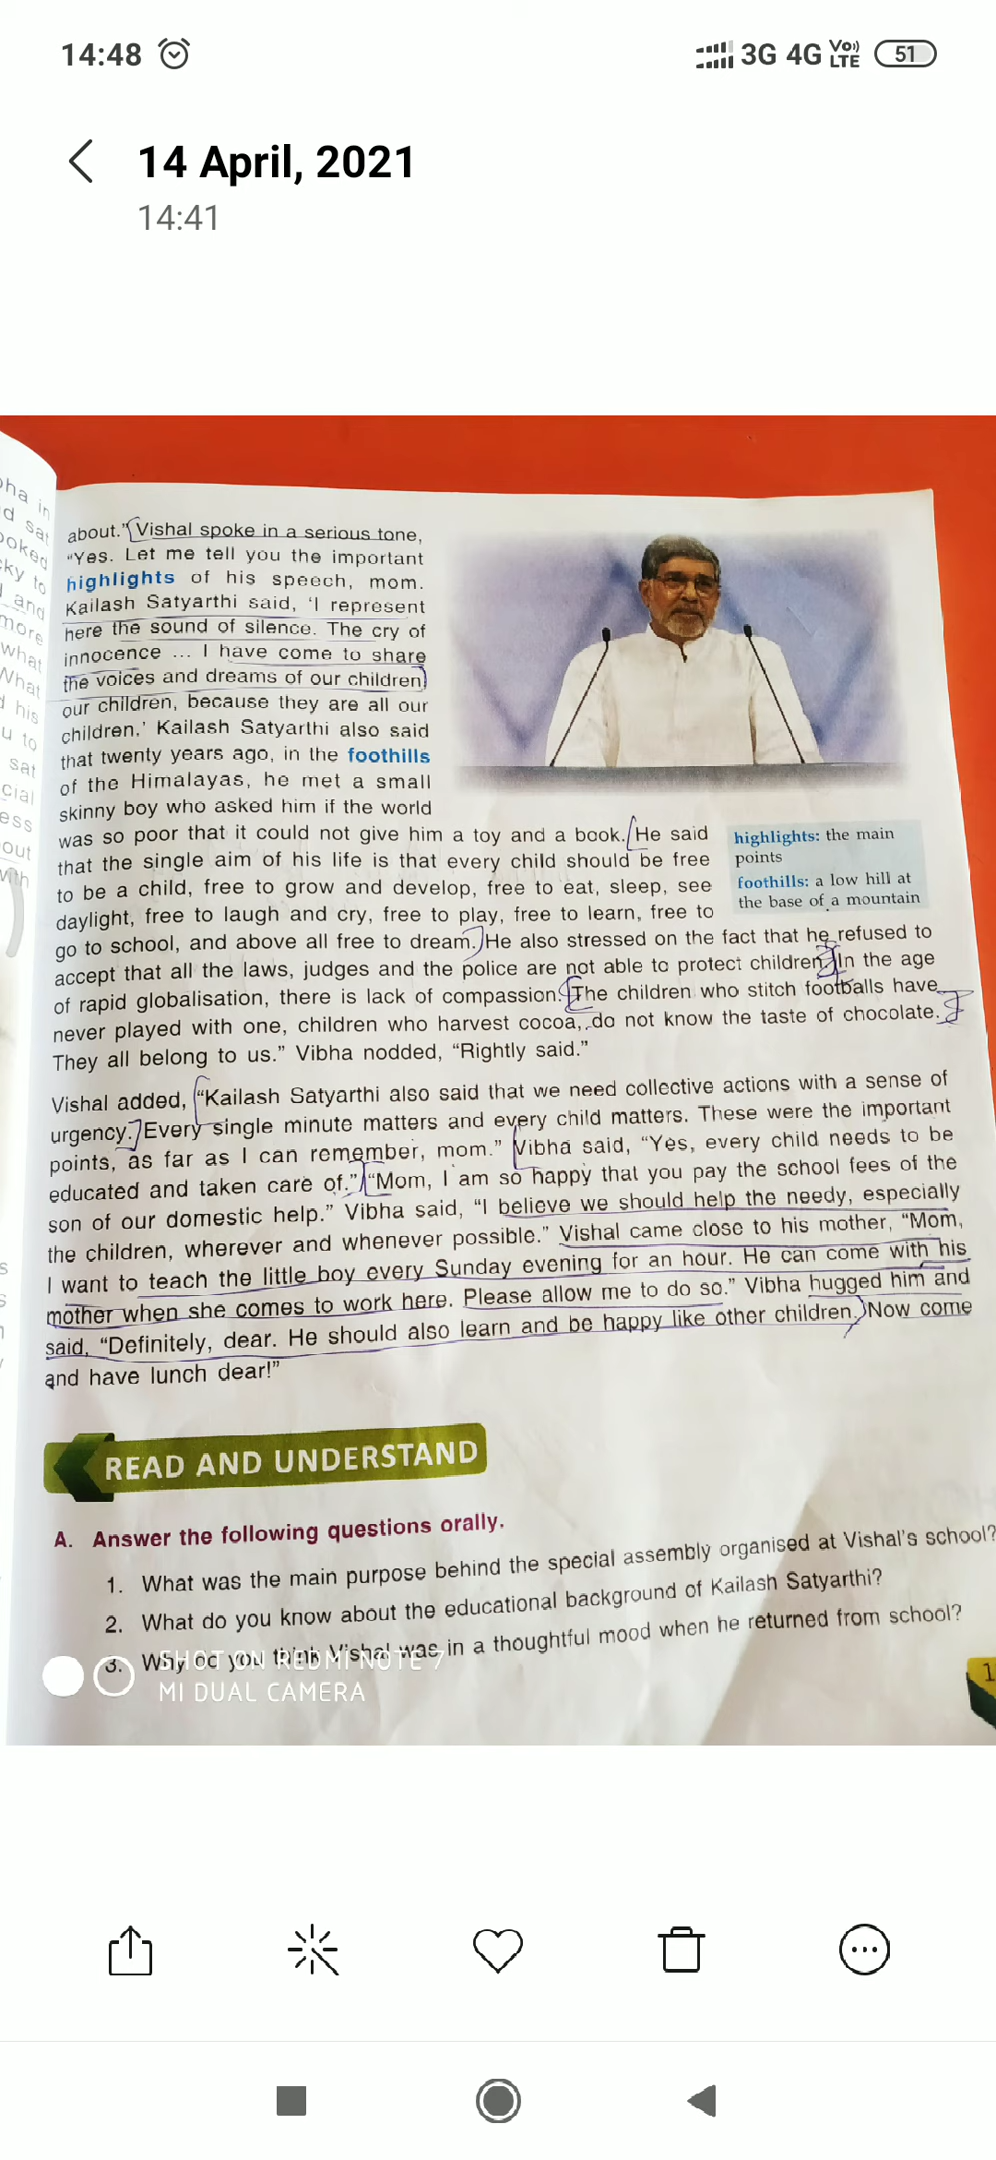 14:48
3G 4G Vo)) LTE 51
14 April, 2021
14:41
ha in
d sat
ooked
cky to
and
more
what
What
d his
u to
sat
cial
ess
out
with
about." Vishal spoke in a serious tone,
"Yes. Let me tell you the important
highlights of his speech, mom.
Kailash Satyarthi said, 'I represent
here the sound of silence. The cry of
innocence ... I have come to share
the voices and dreams of our children
our children, because they are all our
children.' Kailash Satyarthi also said
that twenty years ago, in the foothills
of the Himalayas, he met a small
skinny boy who asked him if the world
was so poor that it could not give him a toy and a book. He said
that the single aim of his life is that every child should be free
to be a child, free to grow and develop, free to eat, sleep, see
daylight, free to laugh and cry, free to play, free to learn, free to
go to school, and above all free to dream. He also stressed on the fact that he refused to
accept that all the laws, judges and the police are not able to protect children. In the age
of rapid globalisation, there is lack of compassion. The children who stitch footballs have
never played with one, children who harvest cocoa, do not know the taste of chocolate.
They all belong to us." Vibha nodded, "Rightly said."
highlights: the main
points
foothills: a low hill at
the base of a mountain
Vishal added, "Kailash Satyarthi also said that we need collective actions with a sense of
urgency. Every single minute matters and every child matters. These were the important
points, as far as I can remember, mom." Vibha said, "Yes, every child needs to be
educated and taken care of." "Mom, I am so happy that you pay the school fees of the
son of our domestic help." Vibha said, "I believe we should help the needy, especially
the children, wherever and whenever possible." Vishal came close to his mother, "Mom,
I want to teach the little boy every Sunday evening for an hour. He can come with his
mother when she comes to work here. Please allow me to do so." Vibha hugged him and
said, "Definitely, dear. He should also learn and be happy like other children. Now come
and have lunch dear!"
READ AND UNDERSTAND
A. Answer the following questions orally.
1. What was the main purpose behind the special assembly organised at Vishal's school?
2. What do you know about the educational background of Kailash Satyarthi?
3. Why do you think Vishal was in a thoughtful mood when he returned from school?
SHOT ON REDMI NOTE 7
MI DUAL CAMERA
1